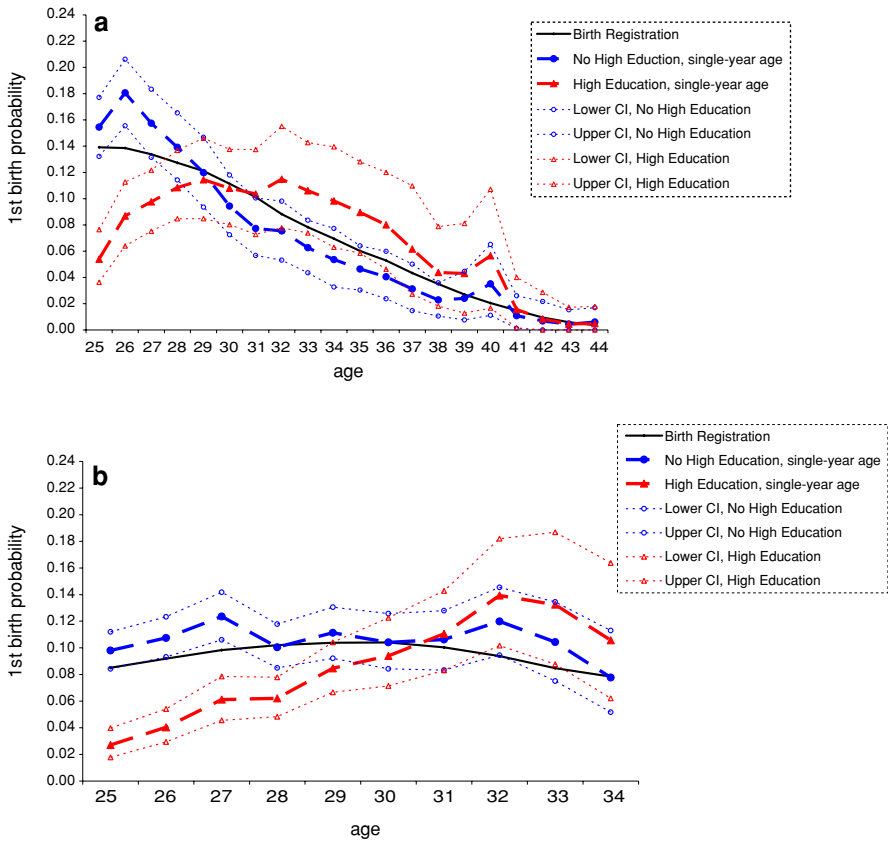 a
0.24
0.22
0.20
0.18
0.16
0.14
0.12
0.10
0.08
0.06
0.04
0.02
0.00
1st birth probability
25 26 27 28 29 30 31 32 33 34 35 36 37 38 39 40 41 42 43 44
age
Birth Registration
No High Eduction, single-year age
High Education, single-year age
Lower CI, No High Education
Upper CI, No High Education
Lower CI, High Education
Upper CI, High Education
b
0.24
0.22
0.20
0.18
0.16
0.14
0.12
0.10
0.08
0.06
0.04
0.02
0.00
1st birth probability
25 26 27 28 29 30 31 32 33 34
age
Birth Registration
No High Education, single-year age
High Education, single-year age
Lower CI, No High Education
Upper CI, No High Education
Lower CI, High Education
Upper CI, High Education